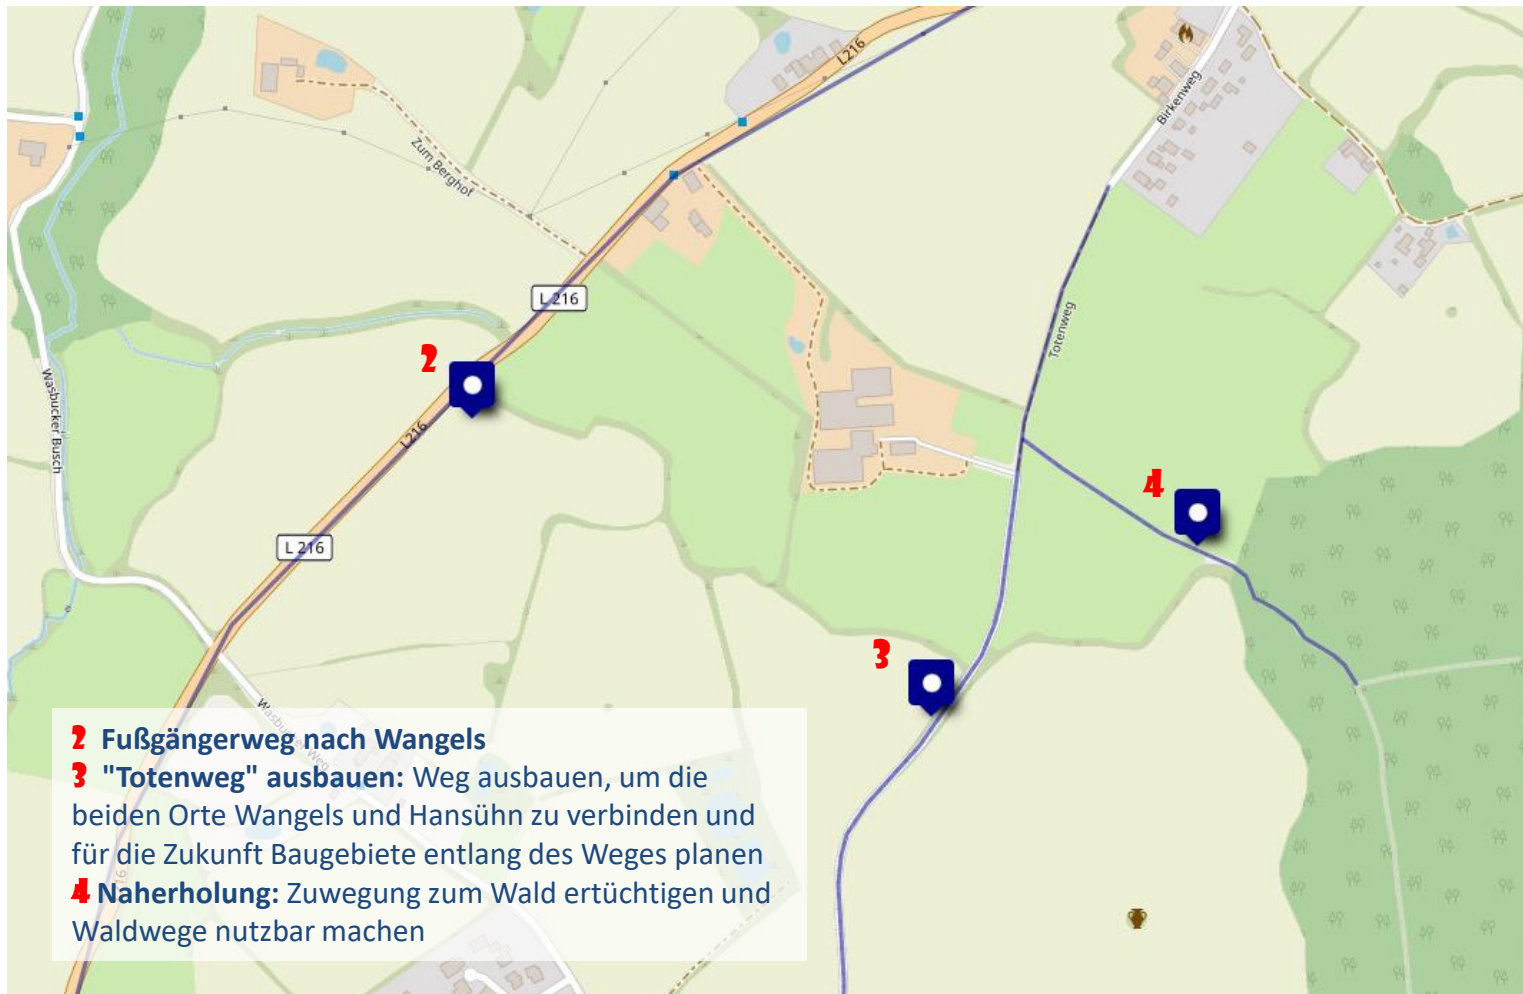 L216
Birkenweg
Zum Berghof
L 216
Totenweg
2
Wasbucker Busch
L216
4
L 216
3
Wasbucker Weg
2 Fußgängerweg nach Wangels
3 "Totenweg" ausbauen: Weg ausbauen, um die
beiden Orte Wangels und Hansühn zu verbinden und
für die Zukunft Baugebiete entlang des Weges planen
4 Naherholung: Zuwegung zum Wald ertüchtigen und
Waldwege nutzbar machen